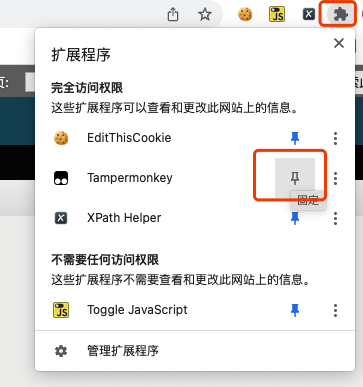 JS
扩展程序
页:
完全访问权限
这些扩展程序可以查看和更改此网站上的信息。
EditThisCookie
Tampermonkey
固定
XPath Helper
不需要任何访问权限
这些扩展程序不需要查看和更改此网站上的信息。
JS
Toggle JavaScript
管理扩展程序